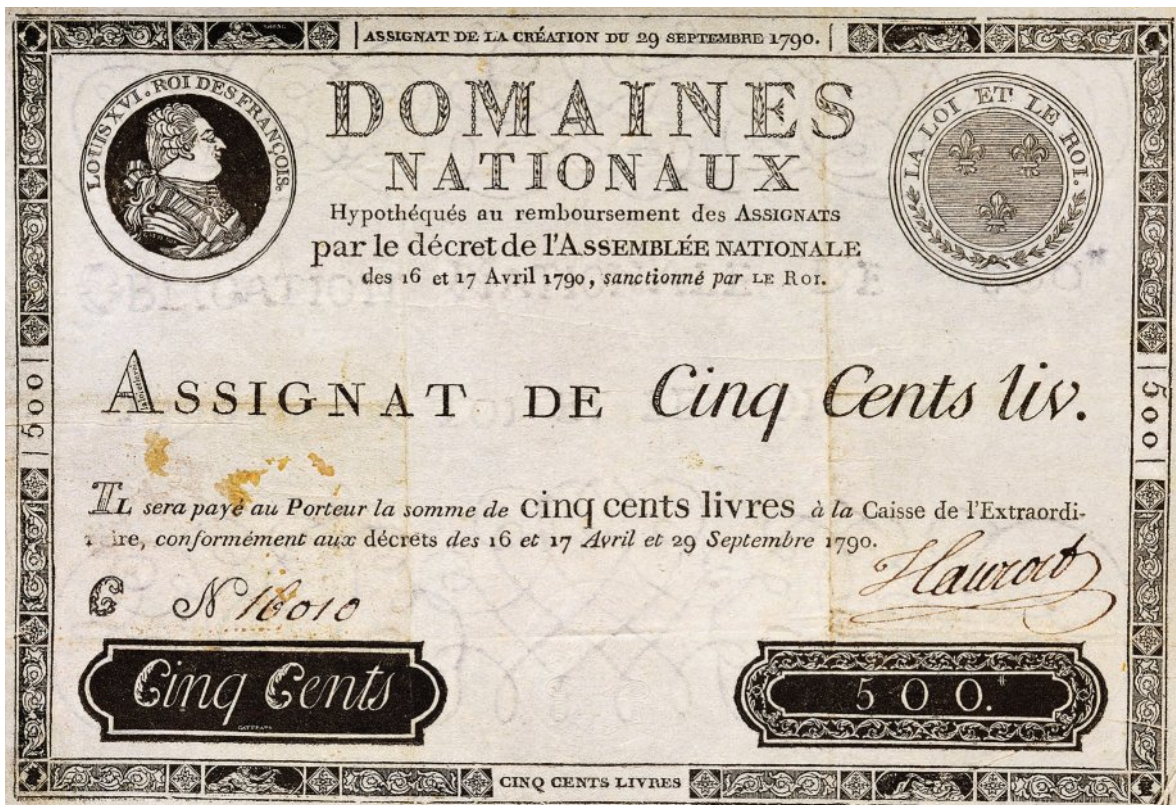 ASSIGNAT DE LA CRÉATION DU 29 SEPTEMBRE 1790.
LOUIS XVI. ROI DES FRANÇOIS.
LA LOI ET LE ROI.
DOMAINES
NATIONAUX
Hypothéqués au remboursement des ASSIGNATS
par le décret de l'ASSEMBLÉE NATIONALE
des 16 et 17 Avril 1790, sanctionné par LE ROI.
500
ASSIGNAT DE Cinq Cents liv.
500
IL sera payé au Porteur la somme de cinq cents livres à la Caisse de l'Extraordi-
ire, conformément aux décrets des 16 et 17 Avril et 29 Septembre 1790.
G N 16010
Cinq Cents
500.
CINQ CENTS LIVRES